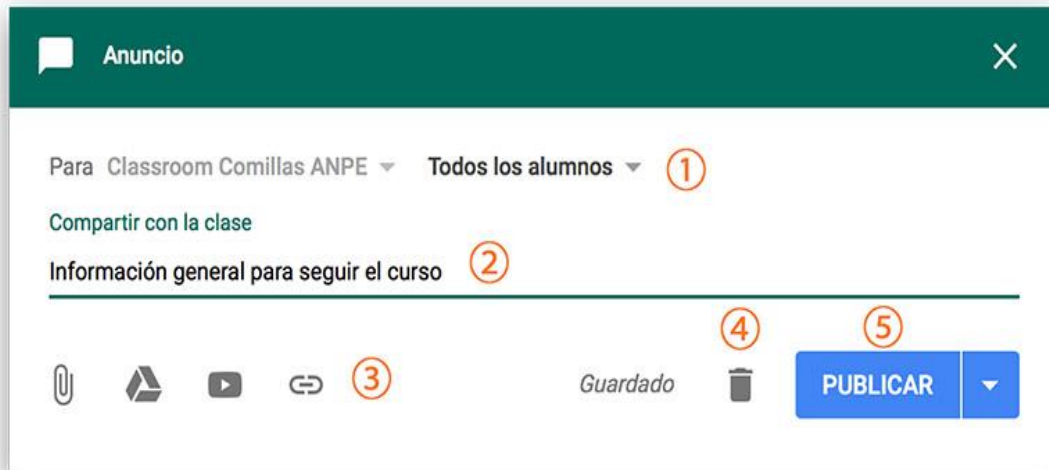 Anuncio
Para Classroom Comillas ANPE Todos los alumnos 1
Compartir con la clase
Información general para seguir el curso 2
4 5
3 Guardado PUBLICAR